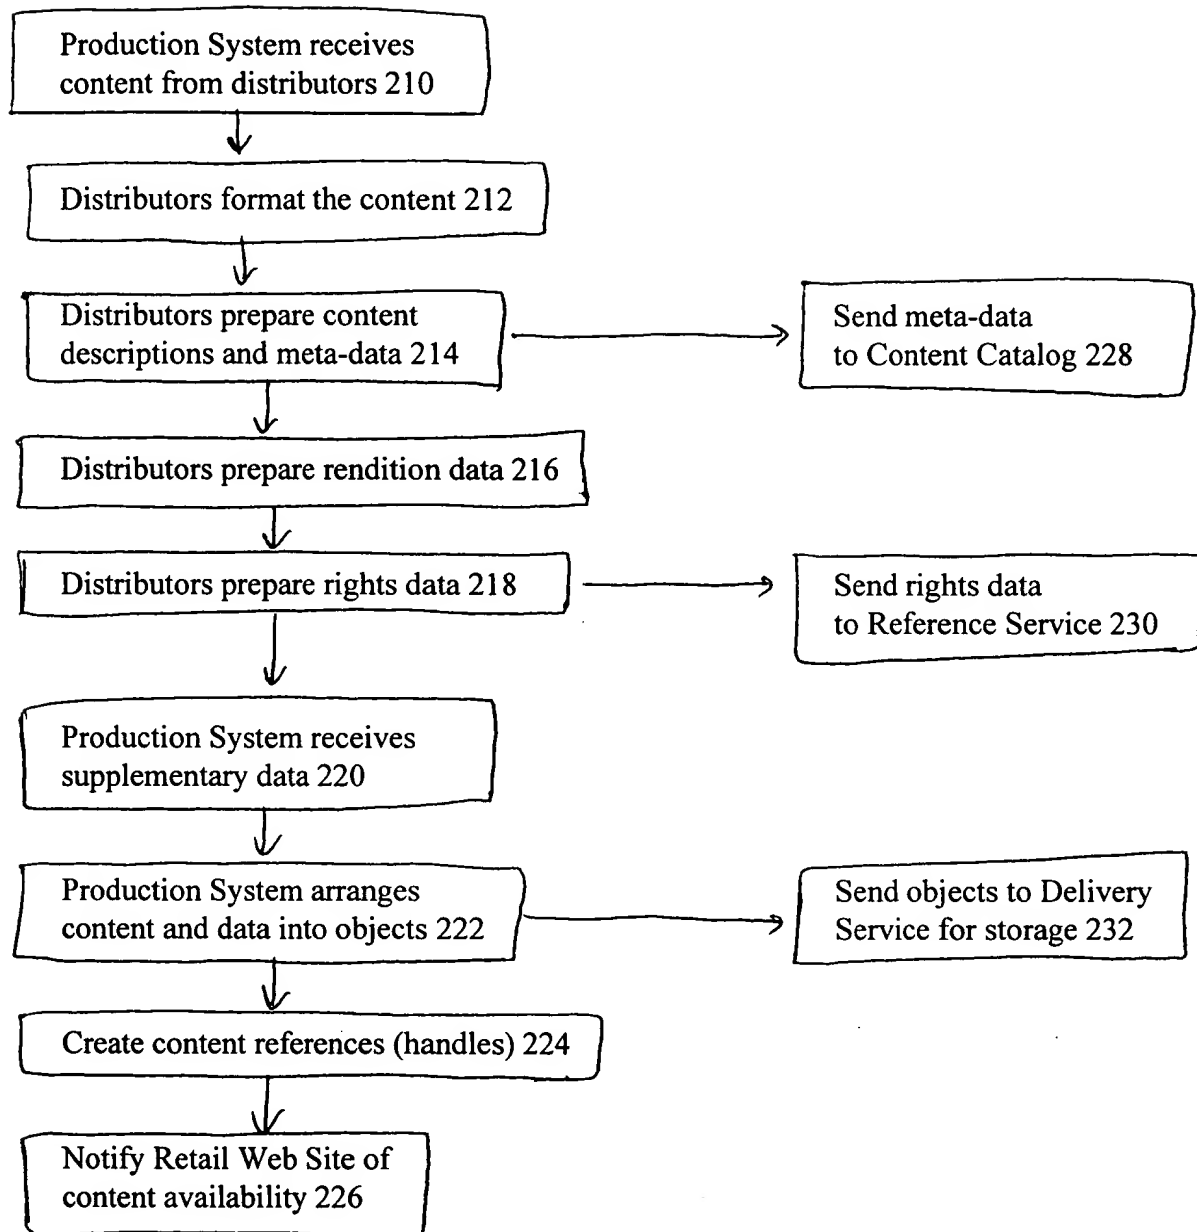 Production System receives
content from distributors 210
Distributors format the content 212
Distributors prepare content
descriptions and meta-data 214
Send meta-data
to Content Catalog 228
Distributors prepare rendition data 216
Distributors prepare rights data 218
Send rights data
to Reference Service 230
Production System receives
supplementary data 220
Production System arranges
content and data into objects 222
Send objects to Delivery
Service for storage 232
Create content references (handles) 224
Notify Retail Web Site of
content availability 226